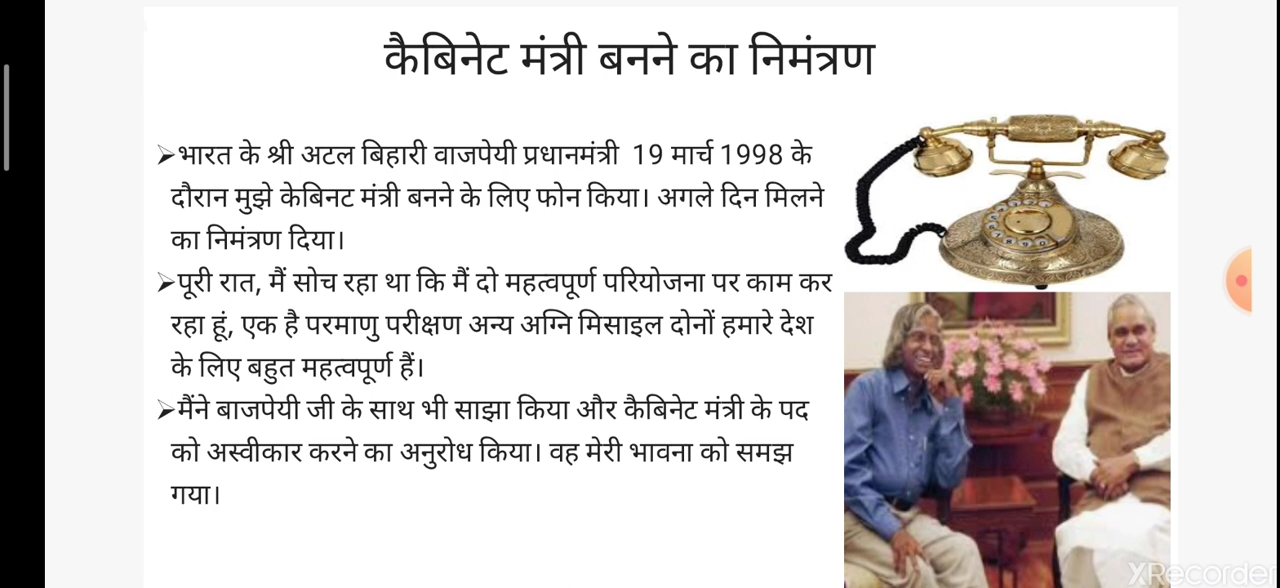 कैबिनेट मंत्री बनने का निमंत्रण
➢भारत के श्री अटल बिहारी वाजपेयी प्रधानमंत्री 19 मार्च 1998 के
दौरान मुझे केबिनट मंत्री बनने के लिए फोन किया। अगले दिन मिलने
का निमंत्रण दिया।
➢पूरी रात, मैं सोच रहा था कि मैं दो महत्वपूर्ण परियोजना पर काम कर
रहा हूं, एक है परमाणु परीक्षण अन्य अग्नि मिसाइल दोनों हमारे देश
के लिए बहुत महत्वपूर्ण हैं।
➢मैंने बाजपेयी जी के साथ भी साझा किया और कैबिनेट मंत्री के पद
को अस्वीकार करने का अनुरोध किया। वह मेरी भावना को समझ
गया।
XRecorder